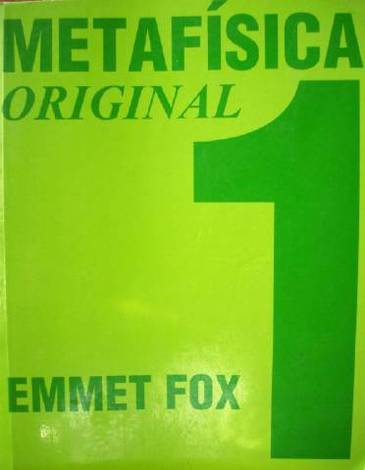 METAFÍSICA
ORIGINAL
1
EMMET FOX